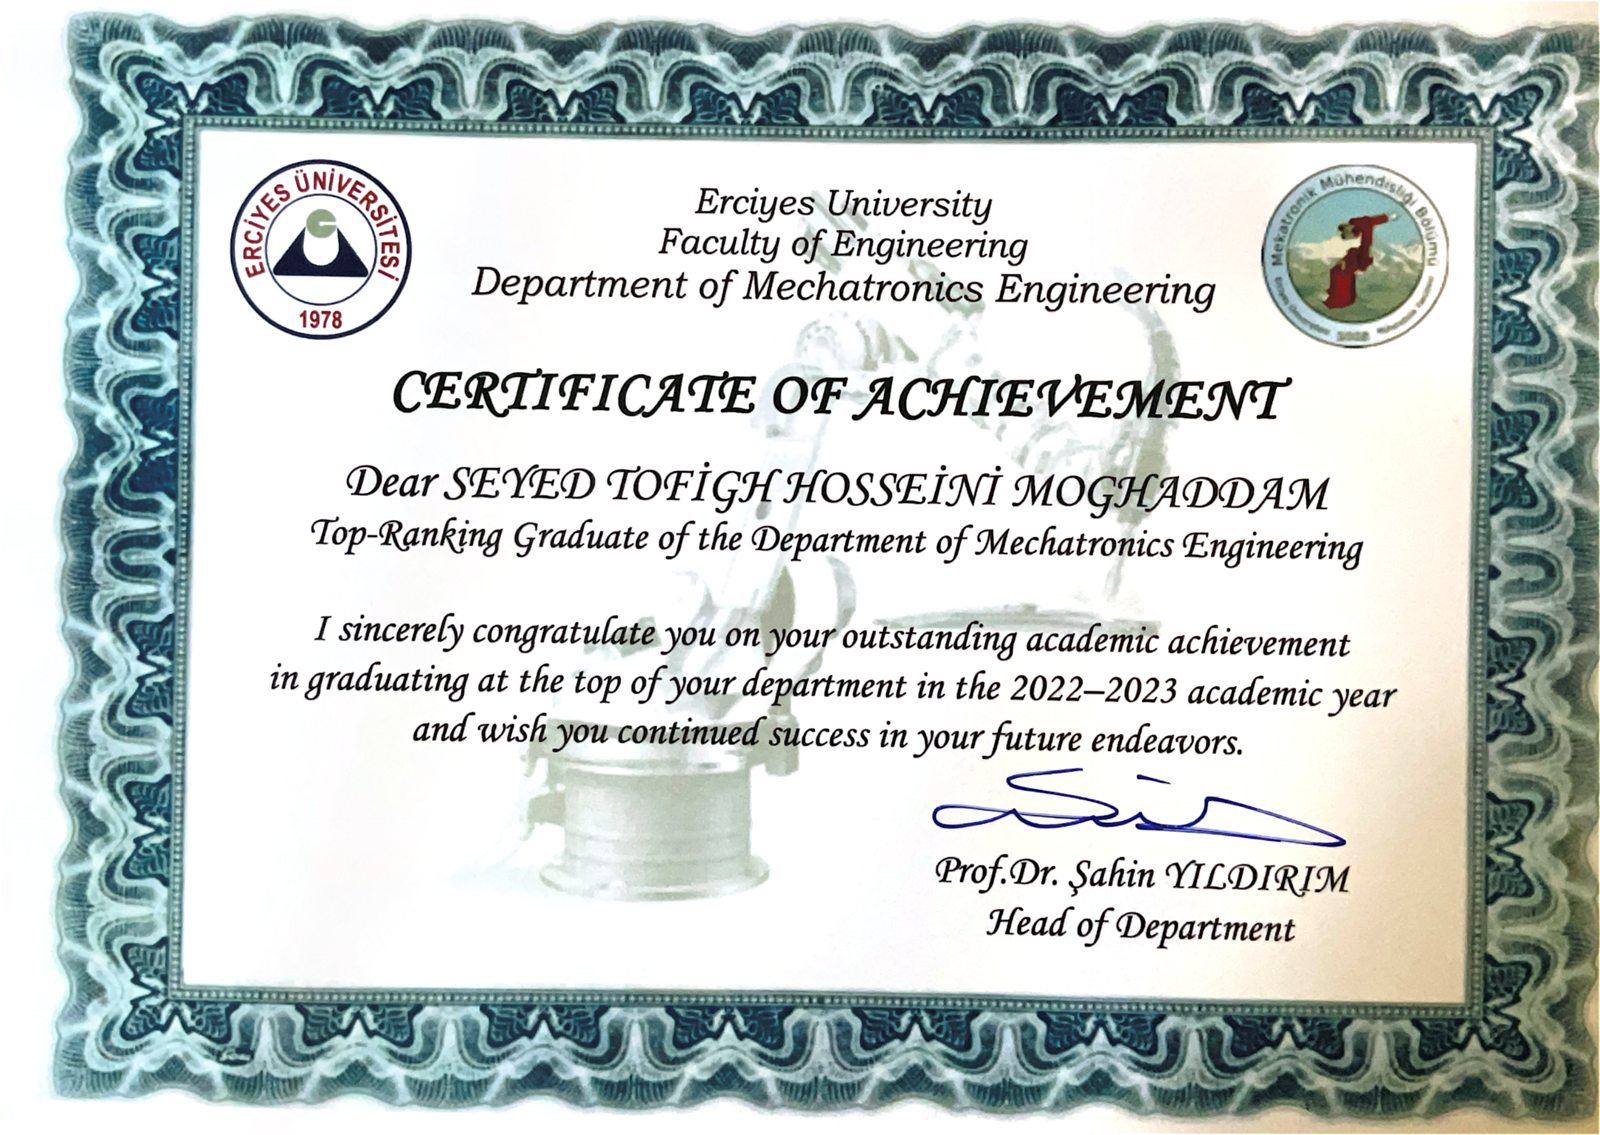 ERCİYES ÜNİVERSİTESİ
1978
Mekatronik Mühendisliği Bölümü
Erciyes University
Faculty of Engineering
Department of Mechatronics Engineering
CERTIFICATE OF ACHIEVEMENT
Dear SEYED TOFİGH HOSSEİNİ MOGHADDAM
Top-Ranking Graduate of the Department of Mechatronics Engineering
I sincerely congratulate you on your outstanding academic achievement
in graduating at the top of your department in the 2022–2023 academic year
and wish you continued success in your future endeavors.
Prof.Dr. Şahin YILDIRIM
Head of Department